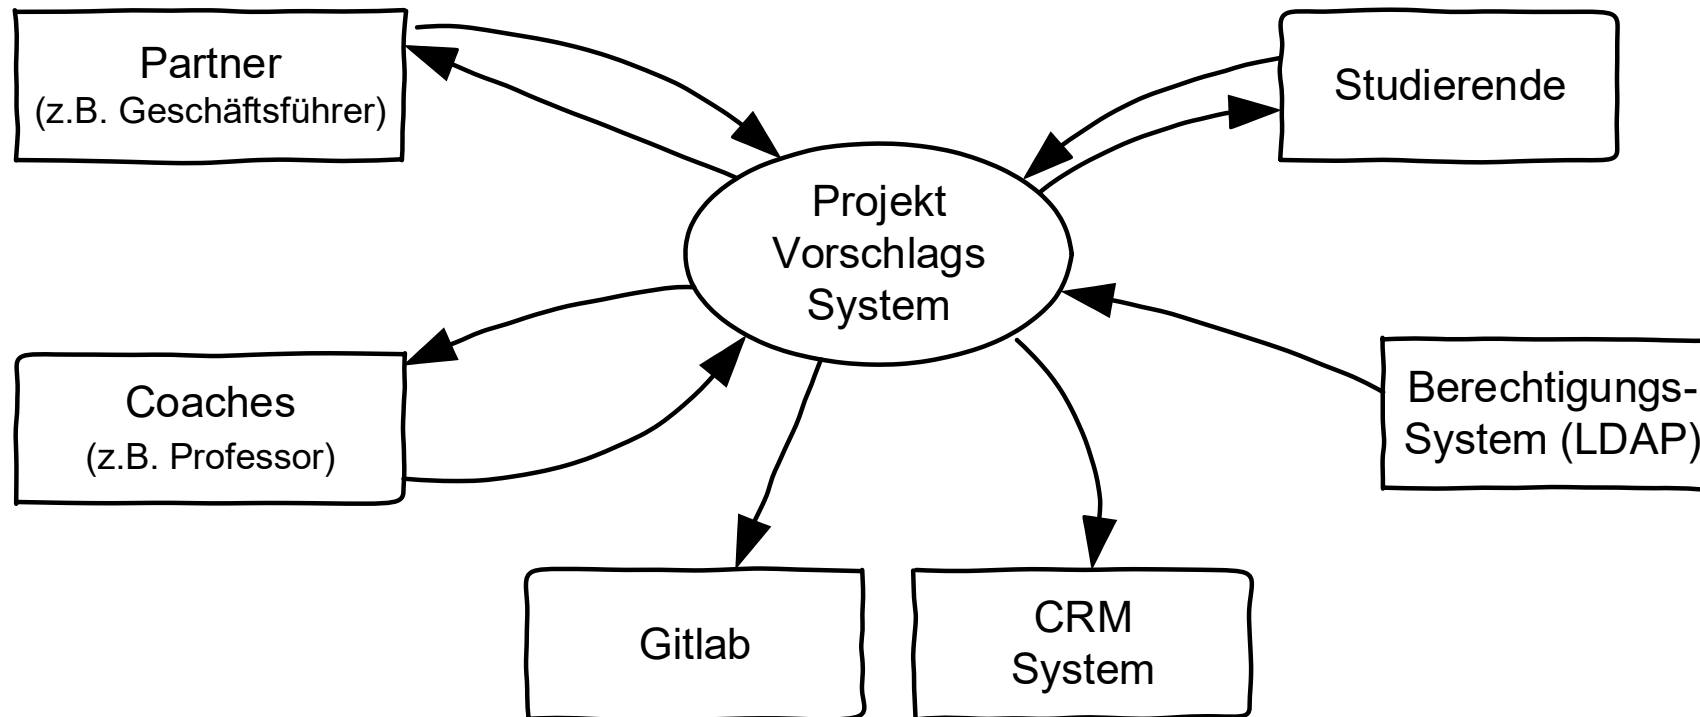 Partner
(z.B. Geschäftsführer)
Studierende
Projekt
Vorschlags
System
Coaches
(z.B. Professor)
Berechtigungs-
System (LDAP)
Gitlab
CRM
System